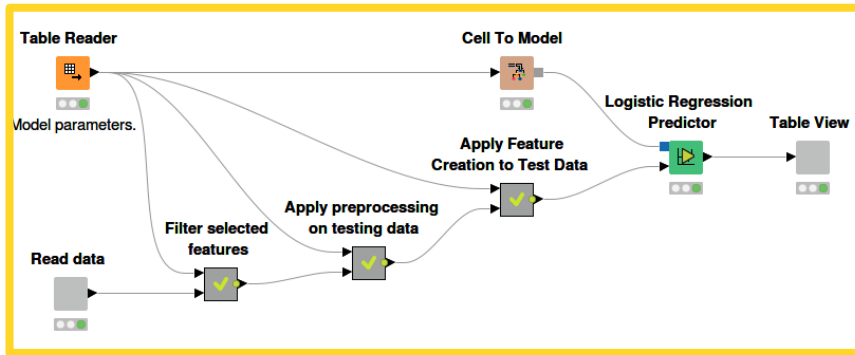 Table Reader
Cell To Model
Model parameters.
Logistic Regression
Predictor
Table View
Apply Feature
Creation to Test Data
Apply preprocessing
on testing data
Filter selected
features
Read data